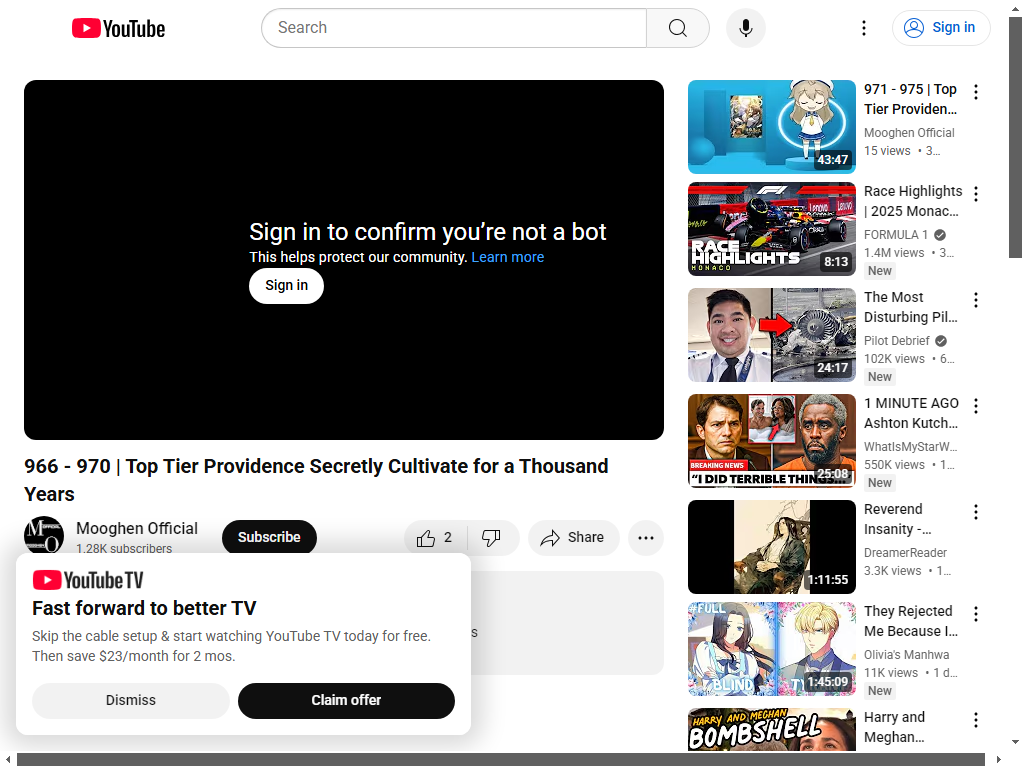 YouTube
Search
Sign in
Sign in to confirm you're not a bot
This helps protect our community. Learn more
Sign in
966 - 970 | Top Tier Providence Secretly Cultivate for a Thousand
Years
Mooghen Official
1.28K subscribers
Subscribe
2
Share
s
YouTube TV
Fast forward to better TV
Skip the cable setup & start watching YouTube TV today for free.
Then save $23/month for 2 mos.
Dismiss
Claim offer
43:47
971 - 975 | Top
Tier Providen...
Mooghen Official
15 views • 3...
F1
RACE
HIGHLIGHTS
MONACO
8:13
Race Highlights
| 2025 Monac...
FORMULA 1
1.4M views • 3...
New
24:17
The Most
Disturbing Pil...
Pilot Debrief
102K views • 6...
New
BREAKING NEWS
"I DID TERRIBLE THINGS...
25:08
1 MINUTE AGO
Ashton Kutch...
WhatIsMyStarW...
550K views • 1...
New
1:11:55
Reverend
Insanity -...
DreamerReader
3.3K views • 1...
#FULL
BLIND
1:45:09
They Rejected
Me Because I...
Olivia's Manhwa
11K views • 1 d...
New
HARRY AND MEGHAN
BOMBSHELL
Harry and
Meghan...